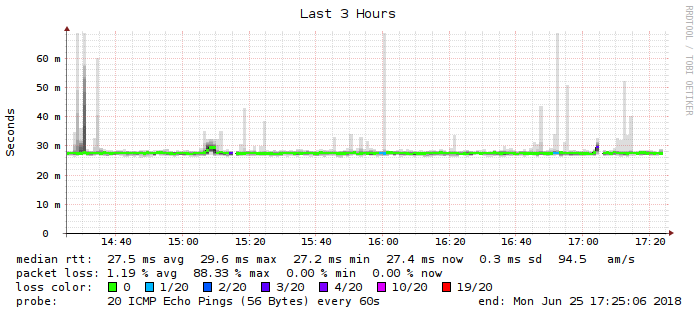 Last 3 Hours
RRDTOOL / TOBI OETIKER
Seconds
60 m
50 m
40 m
30 m
20 m
10 m
0
14:40 15:00 15:20 15:40 16:00 16:20 16:40 17:00 17:20
median rtt: 27.5 ms avg 29.6 ms max 27.2 ms min 27.4 ms now 0.3 ms sd 94.5 am/s
packet loss: 1.19 % avg 88.33 % max 0.00 % min 0.00 % now
loss color: 0 1/20 2/20 3/20 4/20 10/20 19/20
probe: 20 ICMP Echo Pings (56 Bytes) every 60s end: Mon Jun 25 17:25:06 2018